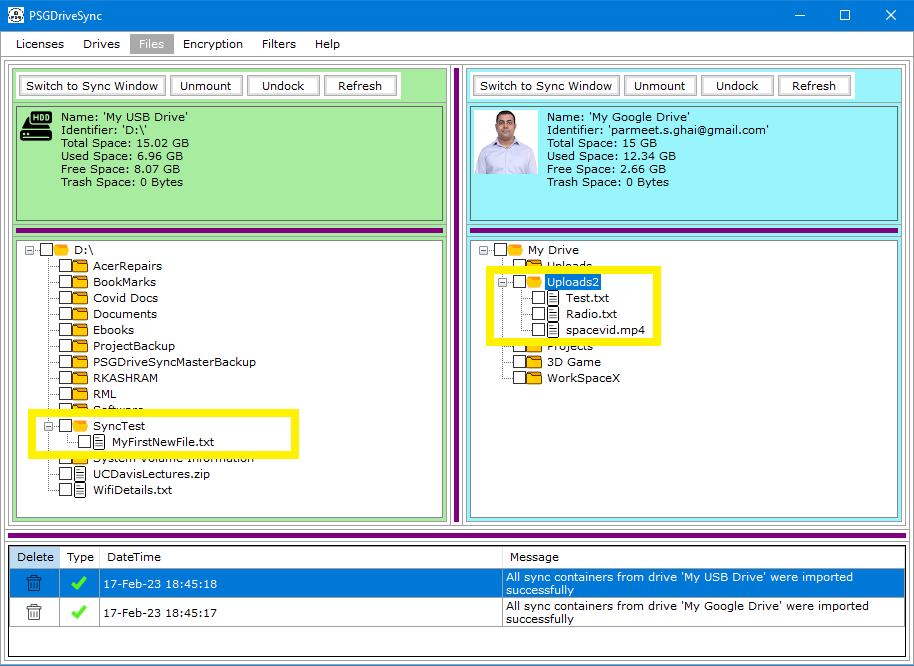 PSGDriveSync
Licenses Drives Files Encryption Filters Help
Switch to Sync Window Unmount Undock Refresh
HDD
Name: 'My USB Drive'
Identifier: 'D:\'
Total Space: 15.02 GB
Used Space: 6.96 GB
Free Space: 8.07 GB
Trash Space: 0 Bytes
D:\
AcerRepairs
BookMarks
Covid Docs
Documents
Ebooks
ProjectBackup
PSGDriveSyncMasterBackup
RKASHRAM
RML
Software
SyncTest
MyFirstNewFile.txt
System Volume Information
UCDavisLectures.zip
WifiDetails.txt
Switch to Sync Window Unmount Undock Refresh
Name: 'My Google Drive'
Identifier: 'parmeet.s.ghai@gmail.com'
Total Space: 15 GB
Used Space: 12.34 GB
Free Space: 2.66 GB
Trash Space: 0 Bytes
My Drive
Uploads
Uploads2
Test.txt
Radio.txt
spacevid.mp4
Projects
3D Game
WorkSpaceX
Delete Type DateTime Message
17-Feb-23 18:45:18 All sync containers from drive 'My USB Drive' were imported
successfully
17-Feb-23 18:45:17 All sync containers from drive 'My Google Drive' were imported
successfully